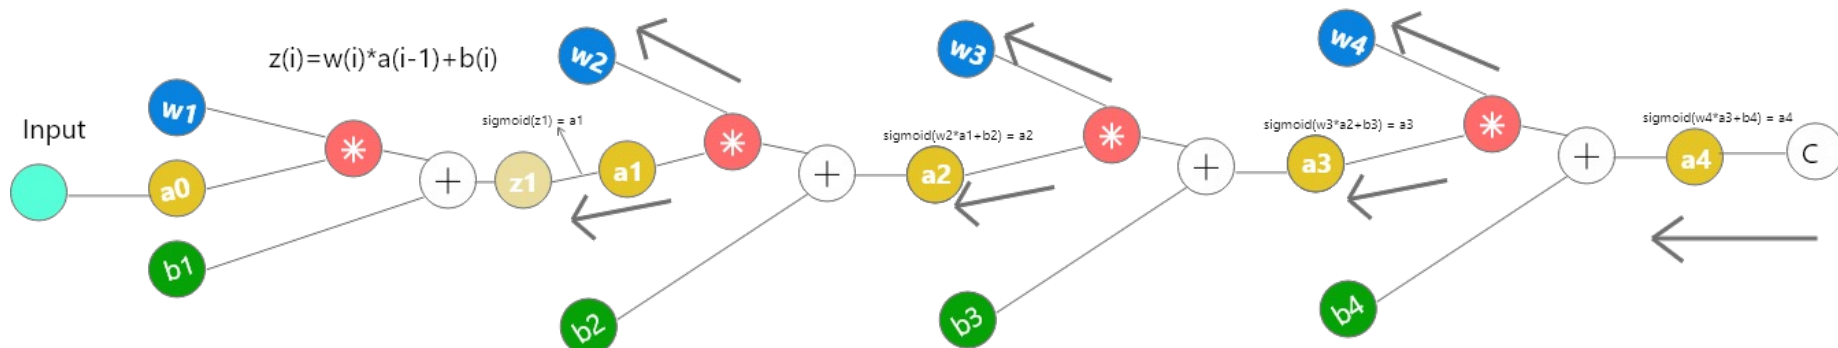 z(i)=w(i)*a(i-1)+b(i)
Input
w1
a0
b1
*
+
z1
sigmoid(z1) = a1
a1
w2
*
+
b2
sigmoid(w2*a1+b2) = a2
a2
w3
*
+
b3
sigmoid(w3*a2+b3) = a3
a3
w4
*
+
b4
sigmoid(w4*a3+b4) = a4
a4
C